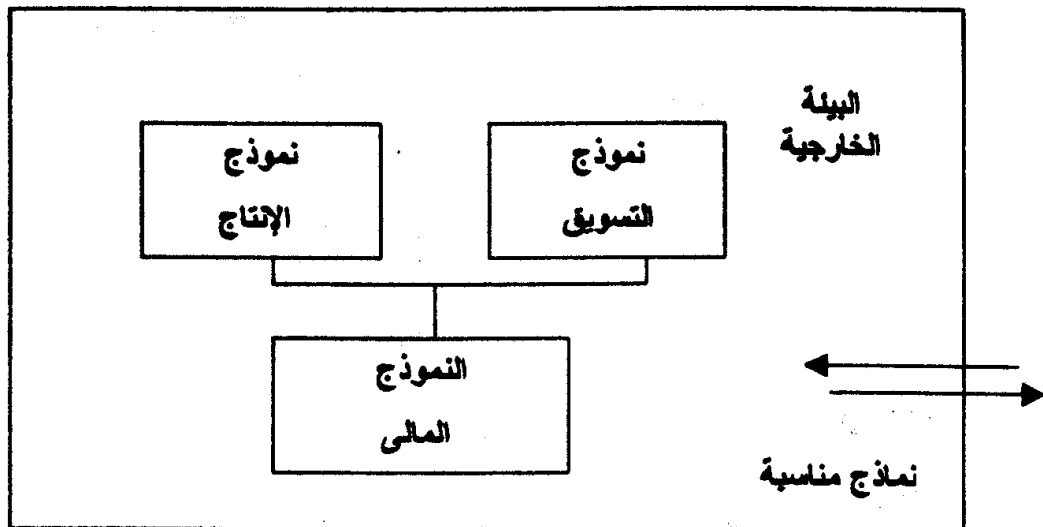 البيئة
الخارجية
نموذج
التسويق
نموذج
الإنتاج
النموذج
المالى
نماذج مناسبة